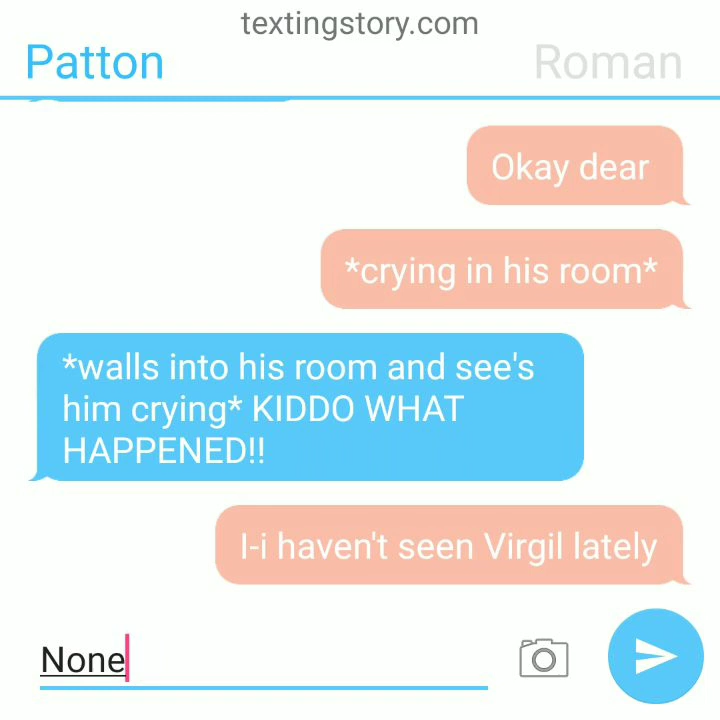 textingstory.com
Patton
Roman
Okay dear
*crying in his room*
*walls into his room and see's
him crying* KIDDO WHAT
HAPPENED!!
I-i haven't seen Virgil lately
None